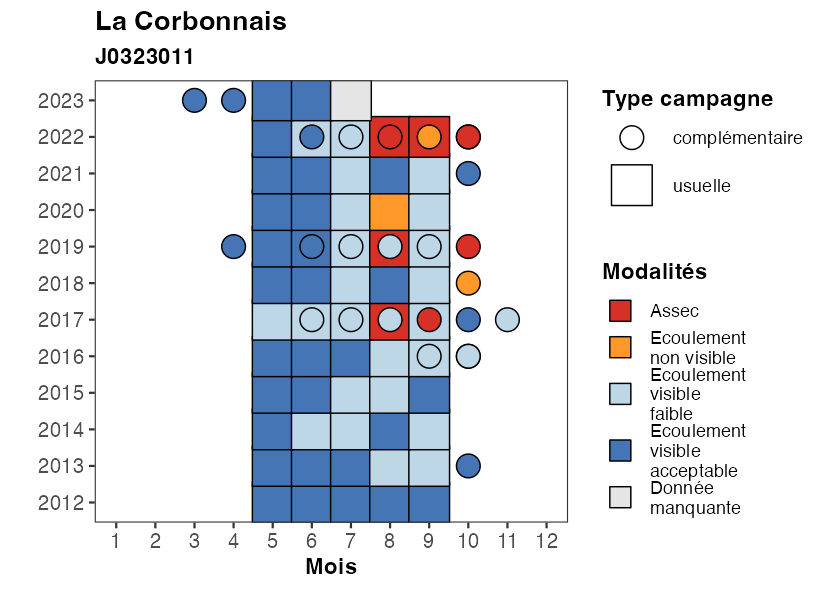 La Corbonnais
J0323011
2023
2022
2021
2020
2019
2018
2017
2016
2015
2014
2013
2012
1 2 3 4 5 6 7 8 9 10 11 12
Mois
Type campagne
complémentaire
usuelle
Modalités
Assec
Ecoulement
non visible
Ecoulement
visible
faible
Ecoulement
visible
acceptable
Donnée
manquante